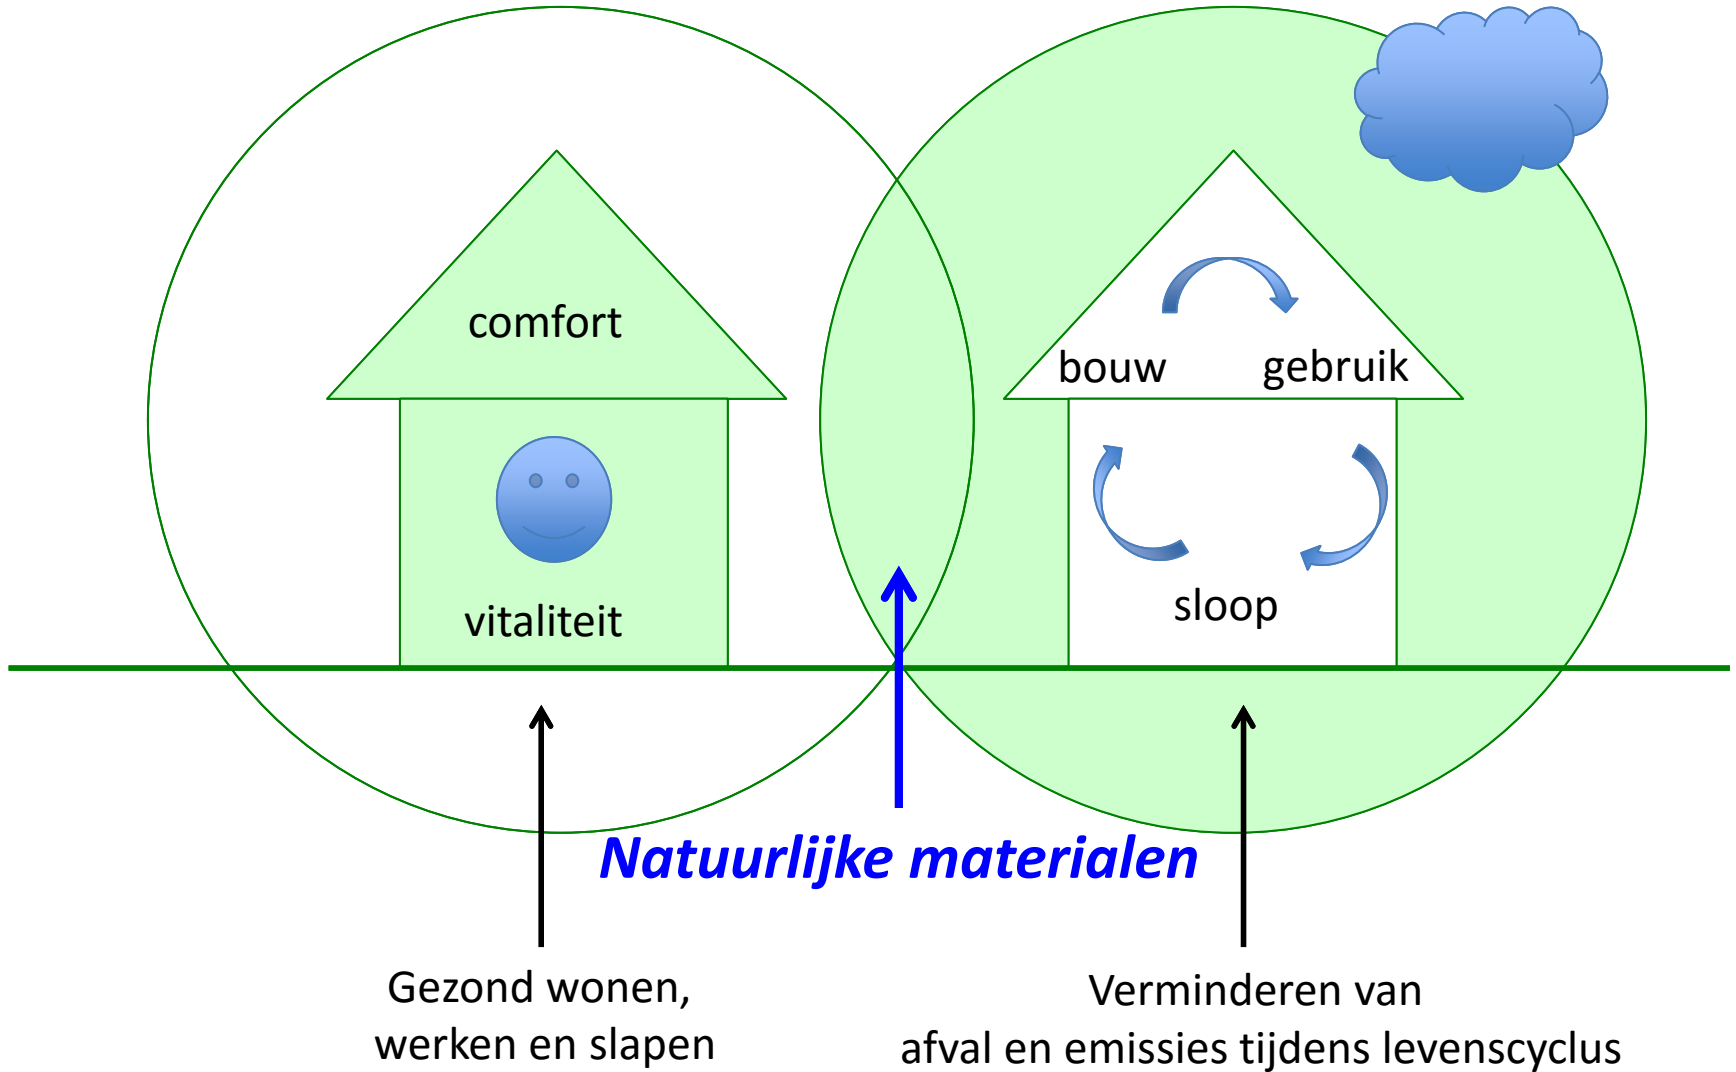 comfort
vitaliteit
bouw
gebruik
sloop
Natuurlijke materialen
Gezond wonen,
werken en slapen
Verminderen van
afval en emissies tijdens levenscyclus